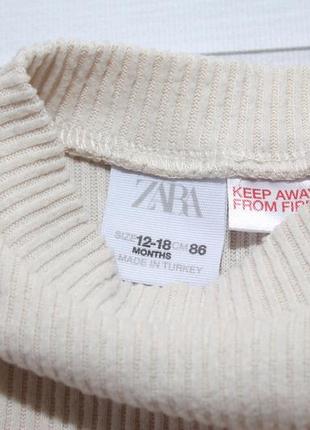 ZARA
SIZE 12-18 CM 86
MONTHS
MADE IN TURKEY
KEEP AWAY
FROM FIR